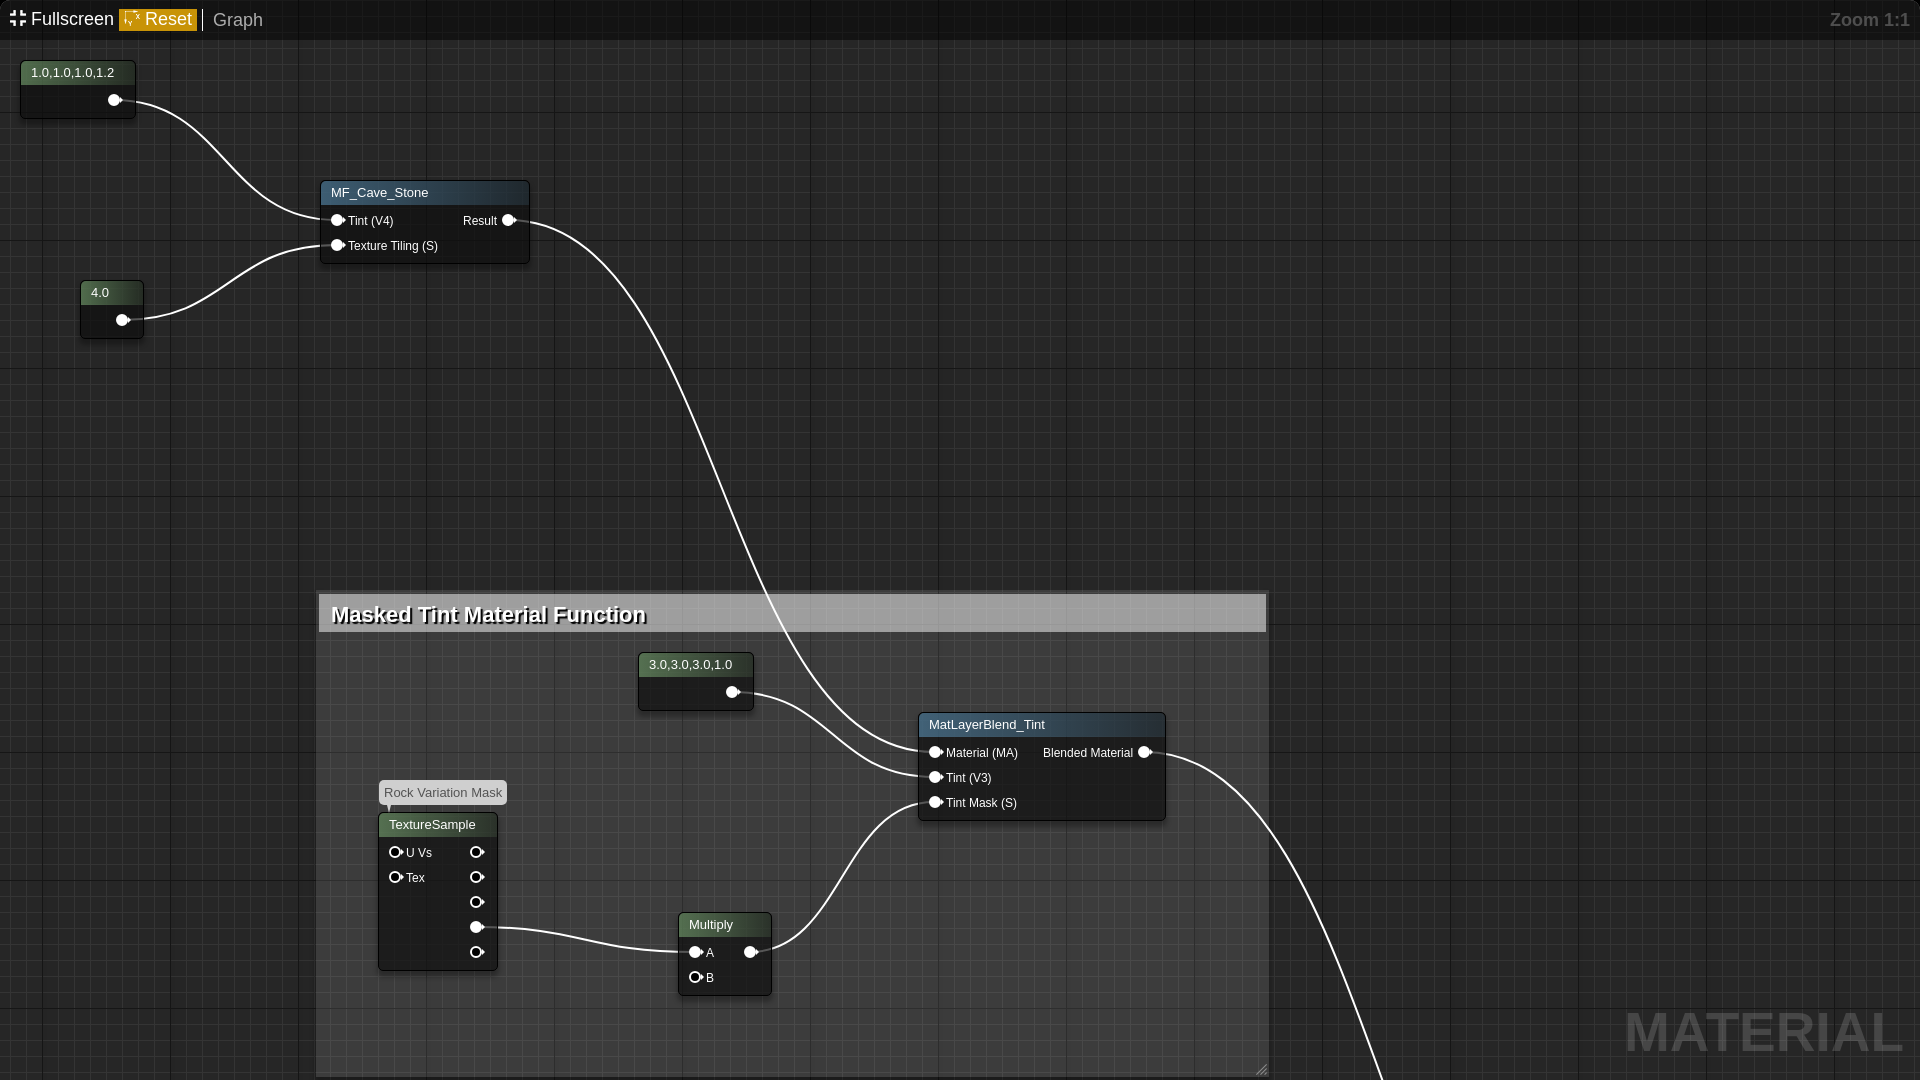 Fullscreen Reset Graph Zoom 1:1
1.0,1.0,1.0,1.2
MF_Cave_Stone
Tint (V4) Result
Texture Tiling (S)
4.0
Masked Tint Material Function
3.0,3.0,3.0,1.0
MatLayerBlend_Tint
Material (MA) Blended Material
Tint (V3)
Tint Mask (S)
Rock Variation Mask
TextureSample
U Vs
Tex
Multiply
A
B
MATERIAL